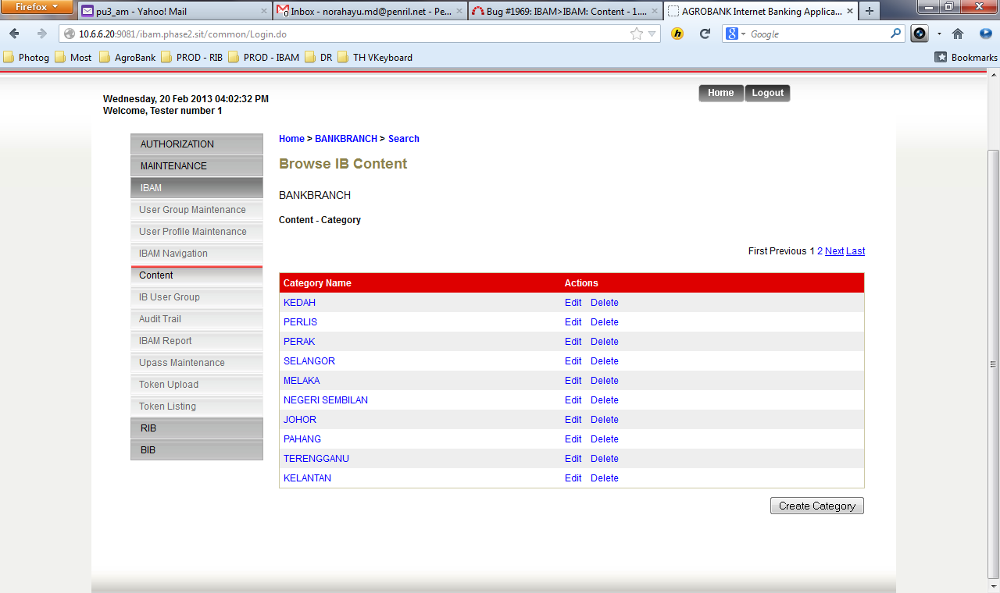 Firefox
pu3_am - Yahoo! Mail
Inbox - norahayu.md@penril.net - Pe...
Bug #1969: IBAM>IBAM: Content - 1....
AGROBANK Internet Banking Applica...
10.6.6.20:9081/ibam.phase2.sit/common/Login.do
Google
Photog Most AgroBank PROD - RIB PROD - IBAM DR TH VKeyboard Bookmarks
Home Logout
Wednesday, 20 Feb 2013 04:02:32 PM
Welcome, Tester number 1
AUTHORIZATION
MAINTENANCE
IBAM
User Group Maintenance
User Profile Maintenance
IBAM Navigation
Content
IB User Group
Audit Trail
IBAM Report
Upass Maintenance
Token Upload
Token Listing
RIB
BIB
Home > BANKBRANCH > Search
Browse IB Content
BANKBRANCH
Content - Category
First Previous 1 2 Next Last
Category Name Actions
KEDAH Edit Delete
PERLIS Edit Delete
PERAK Edit Delete
SELANGOR Edit Delete
MELAKA Edit Delete
NEGERI SEMBILAN Edit Delete
JOHOR Edit Delete
PAHANG Edit Delete
TERENGGANU Edit Delete
KELANTAN Edit Delete
Create Category